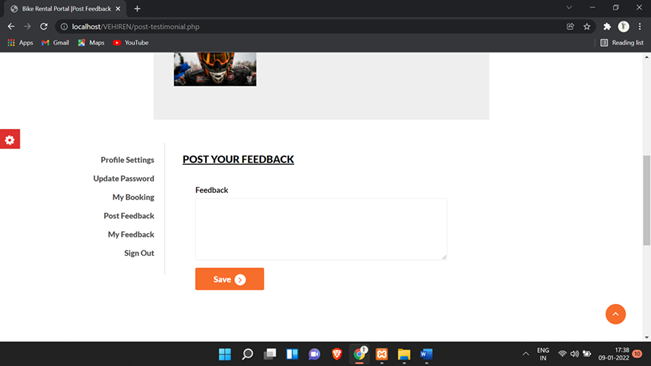 Bike Rental Portal |Post Feedback
localhost/VEHIREN/post-testimonial.php
Apps
Gmail
Maps
YouTube
Reading list
Profile Settings
Update Password
My Booking
Post Feedback
My Feedback
Sign Out
POST YOUR FEEDBACK
Feedback
Save
ENG
IN
17:38
09-01-2022